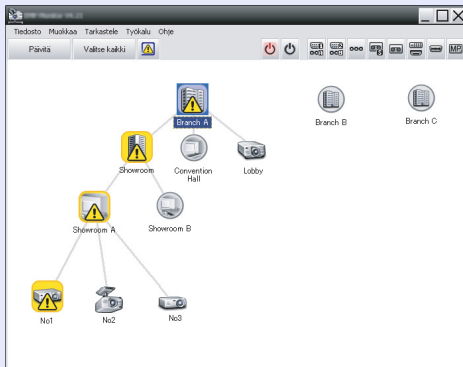 Tiedosto Muokkaa Tarkastele Työkalu Ohje
Päivitä Valitse kaikki MP
Branch A Branch B Branch C
Showroom Convention Hall Lobby
Showroom A Showroom B
No1 No2 No3